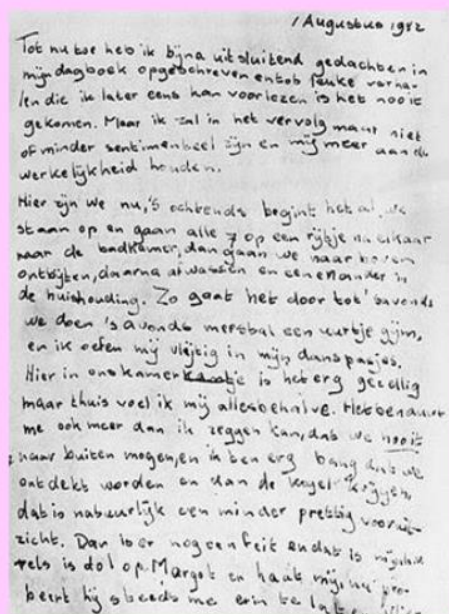 1 Augustus 1942
Tot nu toe heb ik bijna uitsluitend gedachten in
mijn dagboek opgeschreven en tot leuke verha-
len die ik later eens kan voorlezen is het nooit
gekomen. Maar ik zal in het vervolg maar niet
of minder sentimenteel zijn en mij meer aan de
werkelijkheid houden.
Hier zijn we nu, 's ochtends begint het al, we
staan op en gaan alle 7 op een rijtje na elkaar
naar de badkamer, dan gaan we naar boven
ontbijten, daarna afwassen en een en ander in
de huishouding. Zo gaat het door tot 's avonds
we doen 's avonds meestal een uurtje gijm,
en ik oefen mij vlijtig in mijn danspasjes.
Hier in ons kamer is het erg gezellig
maar thuis voel ik mij allesbehalve. Het benauwt
me ook meer dan ik zeggen kan, dat we nooit
naar buiten mogen, en ik ben erg bang dat we
ontdekt worden en dan de kogel krijgen,
dat is natuurlijk een minder prettig vooruit-
zicht. Dan is er nog een feit en dat is
is dol op Margot en haat mij, nu pro-
beert hij steeds me erin te